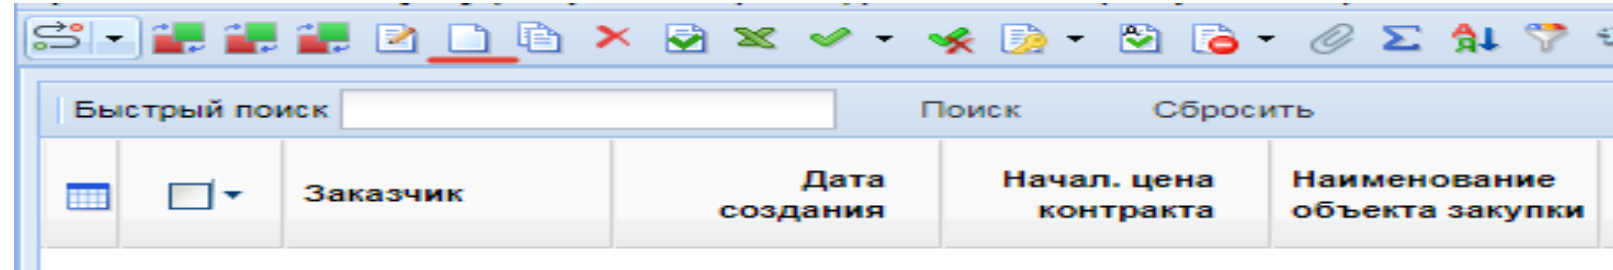 Быстрый поиск Поиск Сбросить
Заказчик Дата создания Начал. цена контракта Наименование объекта закупки